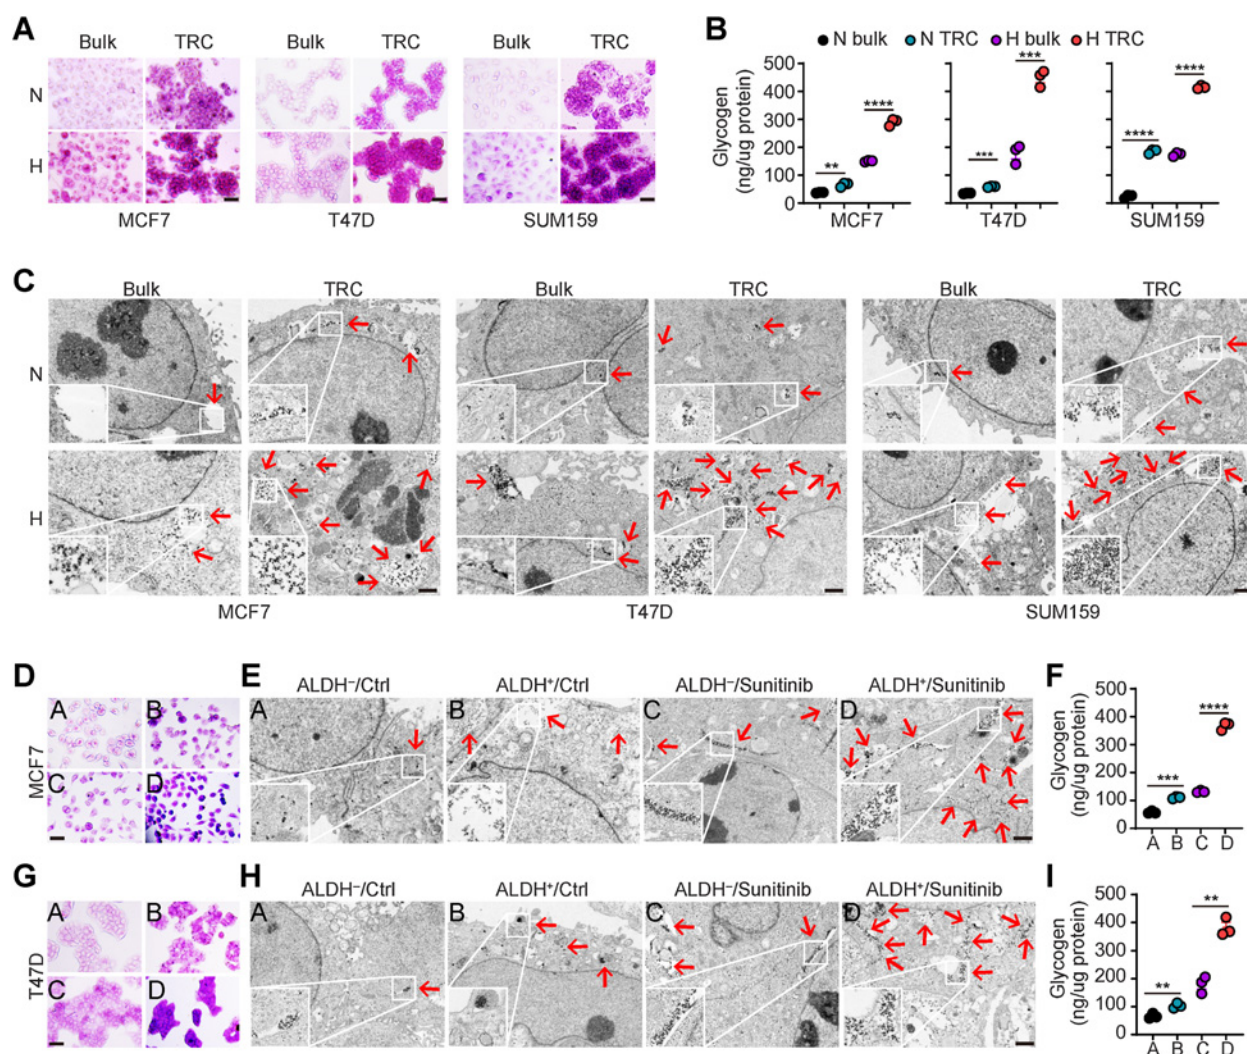 A
Bulk TRC Bulk TRC Bulk TRC
N
H
MCF7 T47D SUM159
B
N bulk N TRC H bulk H TRC
Glycogen
(ng/ug protein)
500
400
300
200
100
0
** ****
*** ***
**** ****
MCF7 T47D SUM159
C
Bulk TRC Bulk TRC Bulk TRC
N
H
MCF7 T47D SUM159
D
MCF7
A B
C D
E
ALDH⁻/Ctrl ALDH⁺/Ctrl ALDH⁻/Sunitinib ALDH⁺/Sunitinib
A B C D
F
Glycogen
(ng/ug protein)
500
400
300
200
100
0
*** ****
A B C D
G
T47D
A B
C D
H
ALDH⁻/Ctrl ALDH⁺/Ctrl ALDH⁻/Sunitinib ALDH⁺/Sunitinib
A B C D
I
Glycogen
(ng/ug protein)
500
400
300
200
100
0
** **
A B C D